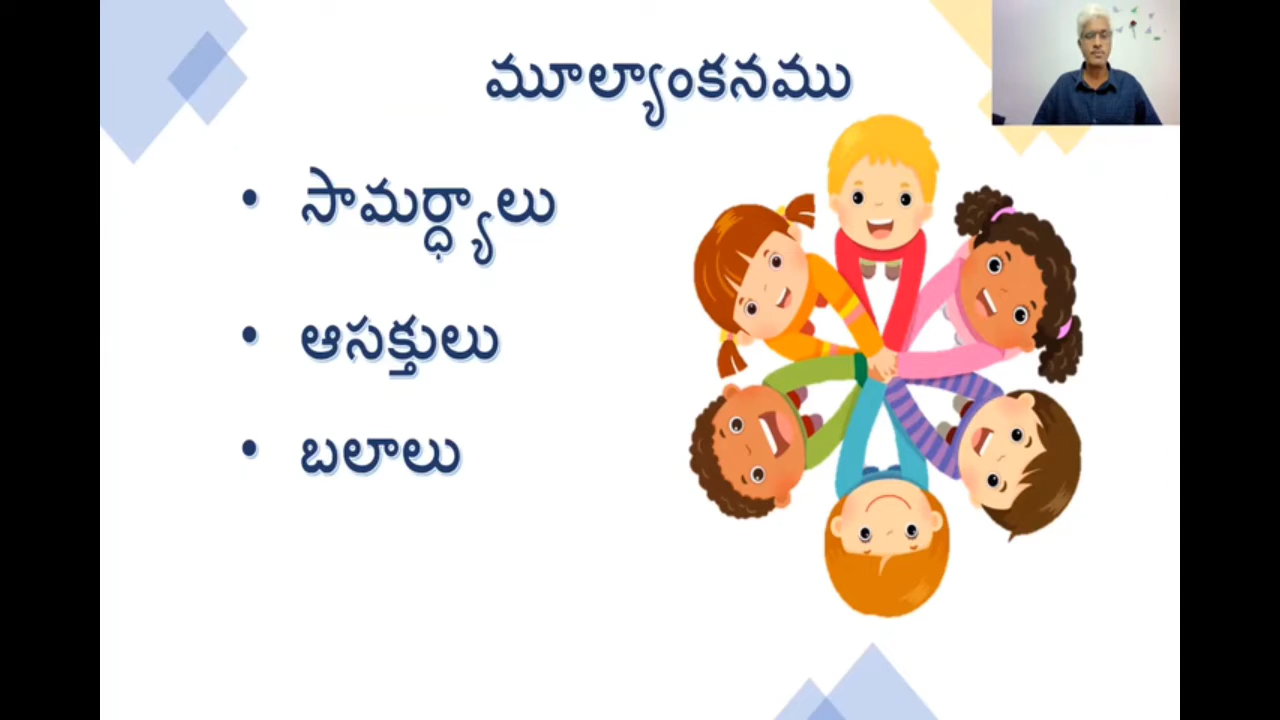 మూల్యాంకనము
• సామర్ధ్యాలు
• ఆసక్తులు
• బలాలు